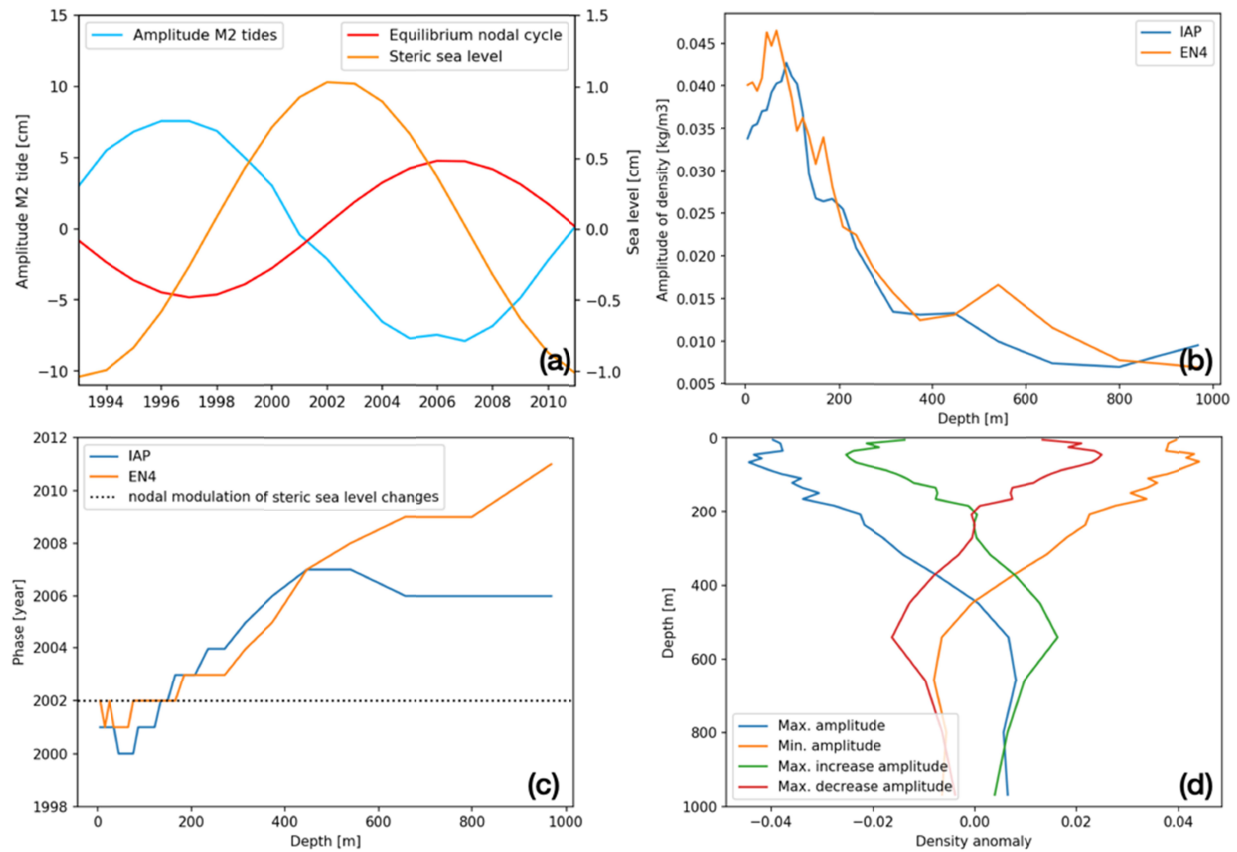 15
10
5
0
−5
−10
Amplitude M2 tide [cm]
Amplitude M2 tides
Equilibrium nodal cycle
Steric sea level
1.5
1.0
0.5
0.0
−0.5
−1.0
Sea level [cm]
1994 1996 1998 2000 2002 2004 2006 2008 2010
(a)
0.045
0.040
0.035
0.030
0.025
0.020
0.015
0.010
0.005
Amplitude of density [kg/m3]
IAP
EN4
0 200 400 600 800 1000
Depth [m]
(b)
2012
2010
2008
2006
2004
2002
2000
1998
Phase [year]
IAP
EN4
nodal modulation of steric sea level changes
0 200 400 600 800 1000
Depth [m]
(c)
0
200
400
600
800
1000
Depth [m]
Max. amplitude
Min. amplitude
Max. increase amplitude
Max. decrease amplitude
−0.04 −0.02 0.00 0.02 0.04
Density anomaly
(d)